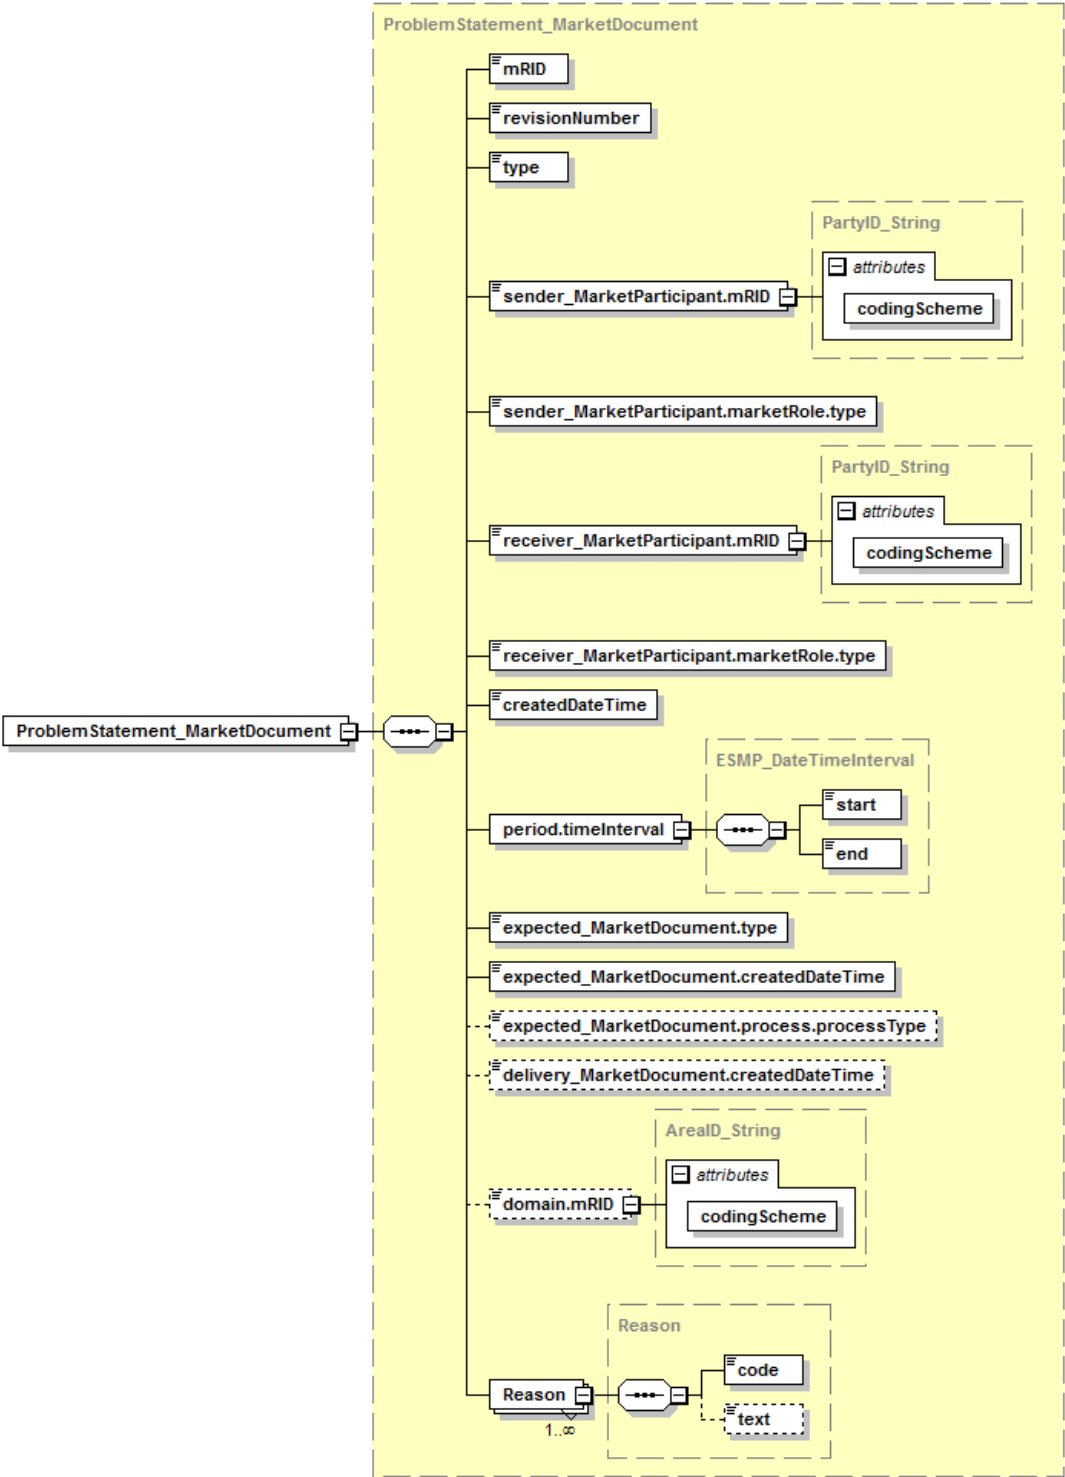 ProblemStatement_MarketDocument
mRID
revisionNumber
type
PartyID_String
attributes
sender_MarketParticipant.mRID
codingScheme
sender_MarketParticipant.marketRole.type
PartyID_String
attributes
receiver_MarketParticipant.mRID
codingScheme
receiver_MarketParticipant.marketRole.type
createdDateTime
ProblemStatement_MarketDocument
ESMP_DateTimeInterval
start
period.timeInterval
end
expected_MarketDocument.type
expected_MarketDocument.createdDateTime
expected_MarketDocument.process.processType
delivery_MarketDocument.createdDateTime
AreaID_String
attributes
domain.mRID
codingScheme
Reason
code
Reason
text
1..∞